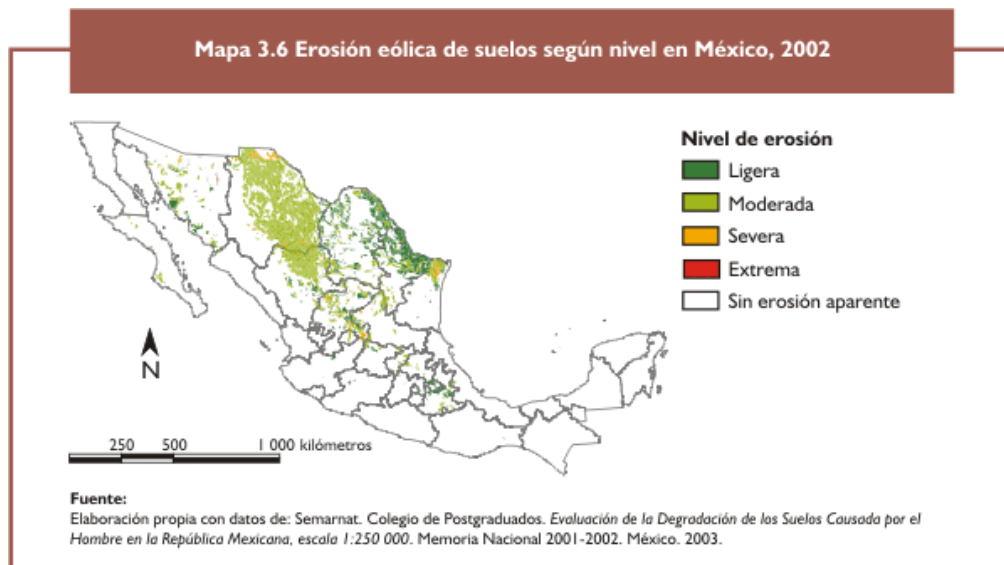 Mapa 3.6 Erosión eólica de suelos según nivel en México, 2002
Nivel de erosión
Ligera
Moderada
Severa
Extrema
Sin erosión aparente
N
250 500 1 000 kilómetros
Fuente:
Elaboración propia con datos de: Semarnat. Colegio de Postgraduados. Evaluación de la Degradación de los Suelos Causada por el
Hombre en la República Mexicana, escala 1:250 000. Memoria Nacional 2001-2002. México. 2003.